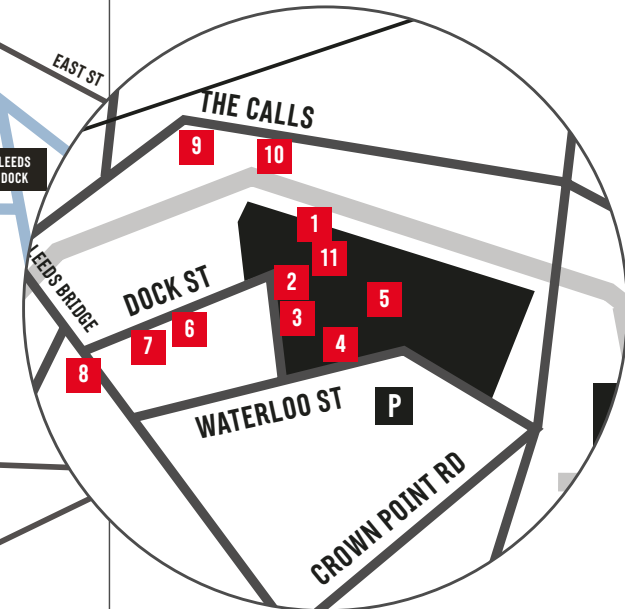 EAST ST
THE CALLS
9
10
LEEDS
DOCK
1
LEEDS BRIDGE
11
DOCK ST
2
5
3
6
7
4
8
WATERLOO ST
P
CROWN POINT RD